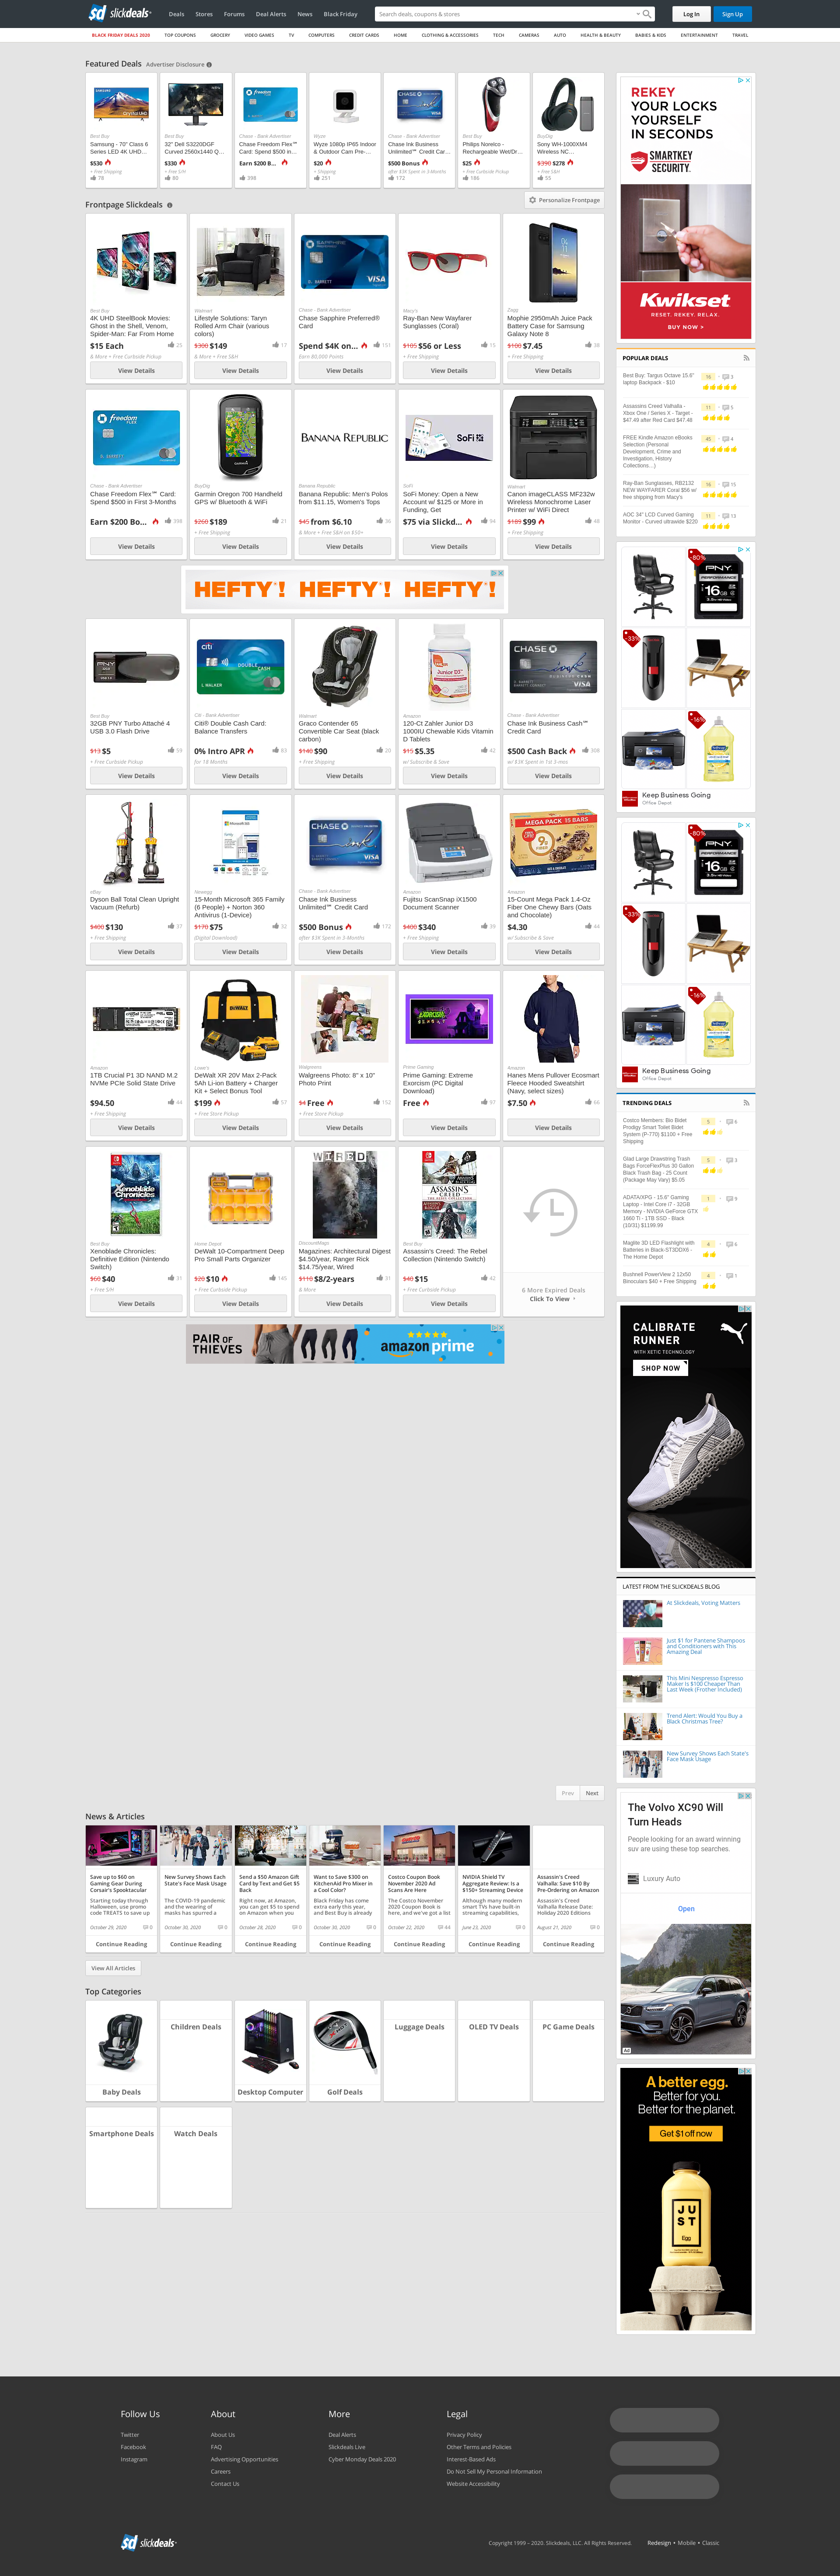 slickdeals
Deals
Stores
Forums
Deal Alerts
News
Black Friday
Search deals, coupons & stores
Log In
Sign Up
BLACK FRIDAY DEALS 2020
TOP COUPONS
GROCERY
VIDEO GAMES
TV
COMPUTERS
CREDIT CARDS
HOME
CLOTHING & ACCESSORIES
TECH
CAMERAS
AUTO
HEALTH & BEAUTY
BABIES & KIDS
ENTERTAINMENT
TRAVEL
Featured Deals
Advertiser Disclosure
Best Buy
Samsung - 70" Class 6
Series LED 4K UHD...
$530
+ Free Shipping
78
Best Buy
32" Dell S3220DGF
Curved 2560x1440 Q...
$330
+ Free S/H
80
Chase - Bank Advertiser
Chase Freedom Flex℠
Card: Spend $500 in...
Earn $200 B...
398
Wyze
Wyze 1080p IP65 Indoor
& Outdoor Cam Pre-...
$20
+ Shipping
251
Chase - Bank Advertiser
Chase Ink Business
Unlimited℠ Credit Car...
$500 Bonus
after $3K Spent in 3-Months
172
Best Buy
Philips Norelco -
Rechargeable Wet/Dr...
$25
+ Free Curbside Pickup
186
BuyDig
Sony WH-1000XM4
Wireless NC...
$390 $278
+ Free S&H
55
Frontpage Slickdeals
Personalize Frontpage
Best Buy
4K UHD SteelBook Movies:
Ghost in the Shell, Venom,
Spider-Man: Far From Home
$15 Each
25
& More + Free Curbside Pickup
View Details
Walmart
Lifestyle Solutions: Taryn
Rolled Arm Chair (various
colors)
$300 $149
17
& More + Free S&H
View Details
Chase - Bank Advertiser
Chase Sapphire Preferred®
Card
Spend $4K on...
151
Earn 80,000 Points
View Details
Macy's
Ray-Ban New Wayfarer
Sunglasses (Coral)
$105 $56 or Less
15
+ Free Shipping
View Details
Zagg
Mophie 2950mAh Juice Pack
Battery Case for Samsung
Galaxy Note 8
$100 $7.45
38
+ Free Shipping
View Details
Chase - Bank Advertiser
Chase Freedom Flex℠ Card:
Spend $500 in First 3-Months
Earn $200 Bo...
398
View Details
BuyDig
Garmin Oregon 700 Handheld
GPS w/ Bluetooth & WiFi
$260 $189
21
+ Free Shipping
View Details
BANANA REPUBLIC
Banana Republic
Banana Republic: Men's Polos
from $11.15, Women's Tops
$45 from $6.10
36
& More + Free S&H on $50+
View Details
SoFi
SoFi
SoFi Money: Open a New
Account w/ $125 or More in
Funding, Get
$75 via Slickd...
94
View Details
Walmart
Canon imageCLASS MF232w
Wireless Monochrome Laser
Printer w/ WiFi Direct
$189 $99
48
+ Free Shipping
View Details
HEFTY! HEFTY! HEFTY!
Best Buy
32GB PNY Turbo Attaché 4
USB 3.0 Flash Drive
$13 $5
59
+ Free Curbside Pickup
View Details
citi
DOUBLE CASH
L WALKER
Citi - Bank Advertiser
Citi® Double Cash Card:
Balance Transfers
0% Intro APR
83
for 18 Months
View Details
Walmart
Graco Contender 65
Convertible Car Seat (black
carbon)
$140 $90
20
+ Free Shipping
View Details
Junior D3
Amazon
120-Ct Zahler Junior D3
1000IU Chewable Kids Vitamin
D Tablets
$15 $5.35
42
w/ Subscribe & Save
View Details
CHASE
ink
VISA
Chase - Bank Advertiser
Chase Ink Business Cash℠
Credit Card
$500 Cash Back
308
w/ $3K Spent in 1st 3-mos
View Details
eBay
Dyson Ball Total Clean Upright
Vacuum (Refurb)
$400 $130
37
+ Free Shipping
View Details
Newegg
15-Month Microsoft 365 Family
(6 People) + Norton 360
Antivirus (1-Device)
$170 $75
32
(Digital Download)
View Details
CHASE
ink
VISA
Chase - Bank Advertiser
Chase Ink Business
Unlimited℠ Credit Card
$500 Bonus
172
after $3K Spent in 3-Months
View Details
Amazon
Fujitsu ScanSnap iX1500
Document Scanner
$400 $340
39
+ Free Shipping
View Details
MEGA PACK 15 BARS
Amazon
15-Count Mega Pack 1.4-Oz
Fiber One Chewy Bars (Oats
and Chocolate)
$4.30
44
w/ Subscribe & Save
View Details
Amazon
1TB Crucial P1 3D NAND M.2
NVMe PCIe Solid State Drive
$94.50
44
+ Free Shipping
View Details
DEWALT
Lowe's
DeWalt XR 20V Max 2-Pack
5Ah Li-ion Battery + Charger
Kit + Select Bonus Tool
$199
57
+ Free Store Pickup
View Details
Walgreens
Walgreens Photo: 8" x 10"
Photo Print
$4 Free
152
+ Free Store Pickup
View Details
Prime Gaming
Prime Gaming: Extreme
Exorcism (PC Digital
Download)
Free
97
View Details
Amazon
Hanes Mens Pullover Ecosmart
Fleece Hooded Sweatshirt
(Navy, select sizes)
$7.50
66
View Details
Xenoblade
Chronicles
Best Buy
Xenoblade Chronicles:
Definitive Edition (Nintendo
Switch)
$60 $40
31
+ Free S/H
View Details
Home Depot
DeWalt 10-Compartment Deep
Pro Small Parts Organizer
$20 $10
145
+ Free Curbside Pickup
View Details
WIRED
DiscountMags
Magazines: Architectural Digest
$4.50/year, Ranger Rick
$14.75/year, Wired
$110 $8/2-years
31
& More
View Details
ASSASSIN'S
CREED
Best Buy
Assassin's Creed: The Rebel
Collection (Nintendo Switch)
$40 $15
42
+ Free Curbside Pickup
View Details
6 More Expired Deals
Click To View
PAIR OF
THIEVES
amazon prime
Prev
Next
News & Articles
Save up to $60 on
Gaming Gear During
Corsair's Spooktacular
Starting today through
Halloween, use promo
code TREATS to save up
October 29, 2020
0
Continue Reading
New Survey Shows Each
State's Face Mask Usage
The COVID-19 pandemic
and the wearing of
masks has spurred a
October 30, 2020
0
Continue Reading
Send a $50 Amazon Gift
Card by Text and Get $5
Back
Right now, at Amazon,
you can get $5 to spend
on Amazon when you
October 28, 2020
0
Continue Reading
Want to Save $300 on
KitchenAid Pro Mixer in
a Cool Color?
Black Friday has come
extra early this year,
and Best Buy is already
October 30, 2020
0
Continue Reading
Costco Coupon Book
November 2020 Ad
Scans Are Here
The Costco November
2020 Coupon Book is
here, and we've got a list
October 22, 2020
44
Continue Reading
NVIDIA Shield TV
Aggregate Review: Is a
$150+ Streaming Device
Although many modern
smart TVs have built-in
streaming capabilities,
June 23, 2020
0
Continue Reading
Assassin's Creed
Valhalla: Save $10 By
Pre-Ordering on Amazon
Assassin's Creed
Valhalla Release Date:
Holiday 2020 Editions
August 21, 2020
0
Continue Reading
View All Articles
Top Categories
Baby Deals
Children Deals
Desktop Computer
Golf Deals
Luggage Deals
OLED TV Deals
PC Game Deals
Smartphone Deals
Watch Deals
REKEY
YOUR LOCKS
YOURSELF
IN SECONDS
SMARTKEY
SECURITY.
Kwikset
RESET. REKEY. RELAX.
BUY NOW >
POPULAR DEALS
Best Buy: Targus Octave 15.6"
laptop Backpack - $10
16
3
Assassins Creed Valhalla -
Xbox One / Series X - Target -
$47.49 after Red Card $47.48
11
5
FREE Kindle Amazon eBooks
Selection (Personal
Development, Crime and
Investigation, History
Collections...)
45
4
Ray-Ban Sunglasses, RB2132
NEW WAYFARER Coral $56 w/
free shipping from Macy's
16
15
AOC 34" LCD Curved Gaming
Monitor - Curved ultrawide $220
11
13
-80%
-33%
-16%
Keep Business Going
Office Depot
-80%
-33%
-16%
Keep Business Going
Office Depot
TRENDING DEALS
Costco Members: Bio Bidet
Prodigy Smart Toilet Bidet
System (P-770) $1100 + Free
Shipping
5
6
Glad Large Drawstring Trash
Bags ForceFlexPlus 30 Gallon
Black Trash Bag - 25 Count
(Package May Vary) $5.05
5
3
ADATA/XPG - 15.6" Gaming
Laptop - Intel Core i7 - 32GB
Memory - NVIDIA GeForce GTX
1660 Ti - 1TB SSD - Black
(10/31) $1199.99
1
9
Maglite 3D LED Flashlight with
Batteries in Black-ST3DDX6 -
The Home Depot
4
6
Bushnell PowerView 2 12x50
Binoculars $40 + Free Shipping
4
1
CALIBRATE
RUNNER
WITH XETIC TECHNOLOGY
SHOP NOW
LATEST FROM THE SLICKDEALS BLOG
At Slickdeals, Voting Matters
Just $1 for Pantene Shampoos
and Conditioners with This
Amazing Deal
This Mini Nespresso Espresso
Maker Is $100 Cheaper Than
Last Week (Frother Included)
Trend Alert: Would You Buy a
Black Christmas Tree?
New Survey Shows Each State's
Face Mask Usage
The Volvo XC90 Will
Turn Heads
People looking for an award winning
suv are using these top searches.
Luxury Auto
Open
Ad
A better egg.
Better for you.
Better for the planet.
Get $1 off now
JUST
Egg
Follow Us
Twitter
Facebook
Instagram
About
About Us
FAQ
Advertising Opportunities
Careers
Contact Us
More
Deal Alerts
Slickdeals Live
Cyber Monday Deals 2020
Legal
Privacy Policy
Other Terms and Policies
Interest-Based Ads
Do Not Sell My Personal Information
Website Accessibility
slickdeals
Copyright 1999 – 2020. Slickdeals, LLC. All Rights Reserved.
Redesign • Mobile • Classic